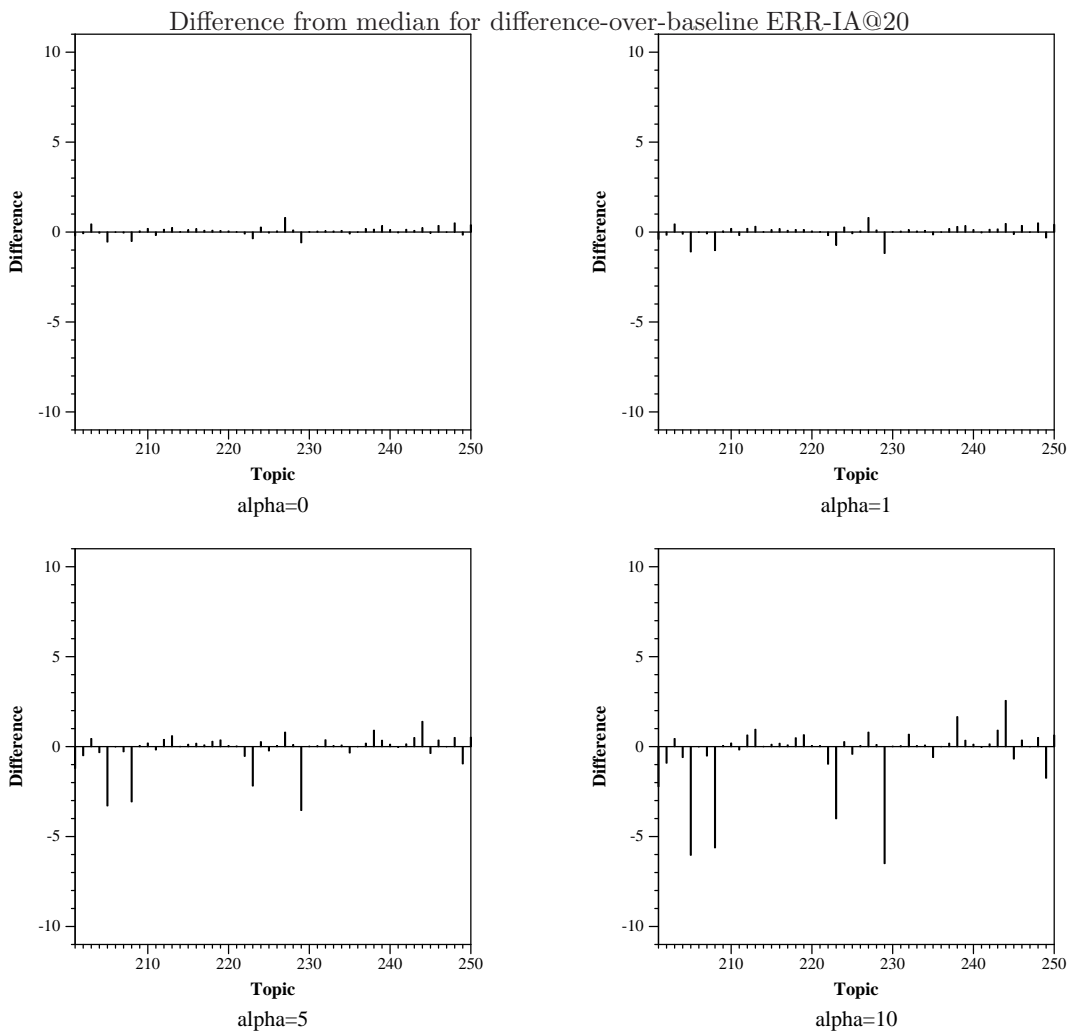 Difference from median for difference-over-baseline ERR-IA@20
10
5
0
-5
-10
Difference
210 220 230 240 250
Topic
alpha=0
10
5
0
-5
-10
Difference
210 220 230 240 250
Topic
alpha=1
10
5
0
-5
-10
Difference
210 220 230 240 250
Topic
alpha=5
10
5
0
-5
-10
Difference
210 220 230 240 250
Topic
alpha=10